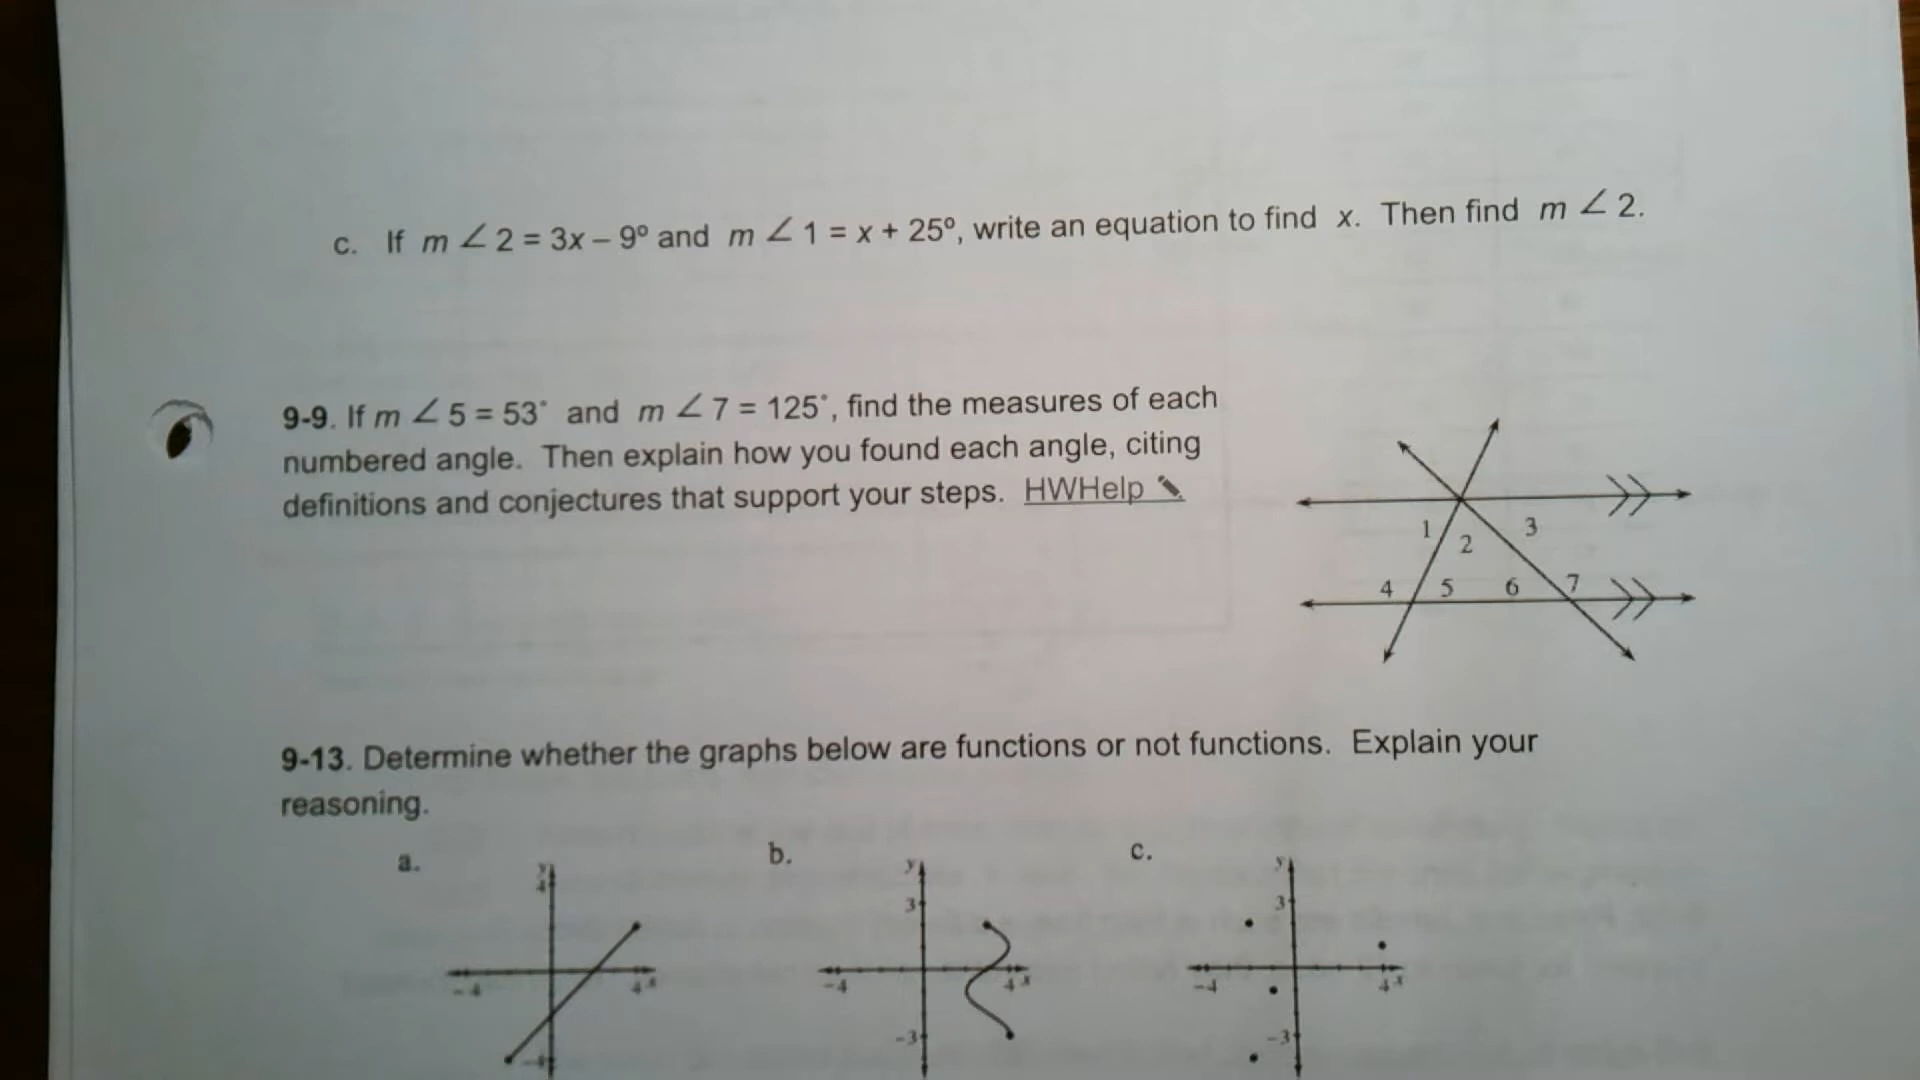 c. If m ∠ 2 = 3x – 9º and m ∠ 1 = x + 25º, write an equation to find x. Then find m ∠ 2.
9-9. If m ∠ 5 = 53˚ and m ∠ 7 = 125˚, find the measures of each
numbered angle. Then explain how you found each angle, citing
definitions and conjectures that support your steps. HWHelp ✎
1
2
3
4
5
6
7
9-13. Determine whether the graphs below are functions or not functions. Explain your
reasoning.
a. b. c.
y y y
4 3 3
-4 4 x -4 4 x -4 4 x
-4 -3 -3